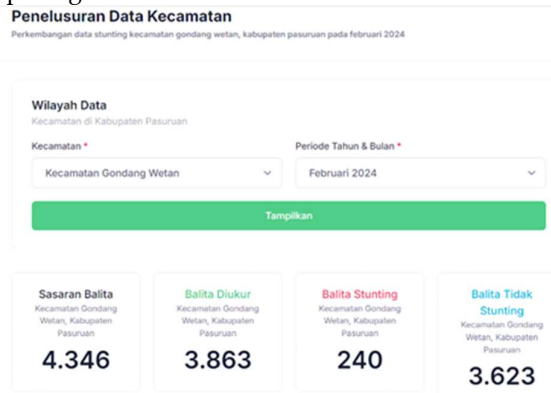 Penelusuran Data Kecamatan
Perkembangan data stunting kecamatan gondang wetan, kabupaten pasuruan pada februari 2024
Wilayah Data
Kecamatan di Kabupaten Pasuruan
Kecamatan *
Periode Tahun & Bulan *
Kecamatan Gondang Wetan
Februari 2024
Tampilkan
Sasaran Balita
Kecamatan Gondang
Wetan, Kabupaten
Pasuruan
4.346
Balita Diukur
Kecamatan Gondang
Wetan, Kabupaten
Pasuruan
3.863
Balita Stunting
Kecamatan Gondang
Wetan, Kabupaten
Pasuruan
240
Balita Tidak
Stunting
Kecamatan Gondang
Wetan, Kabupaten
Pasuruan
3.623